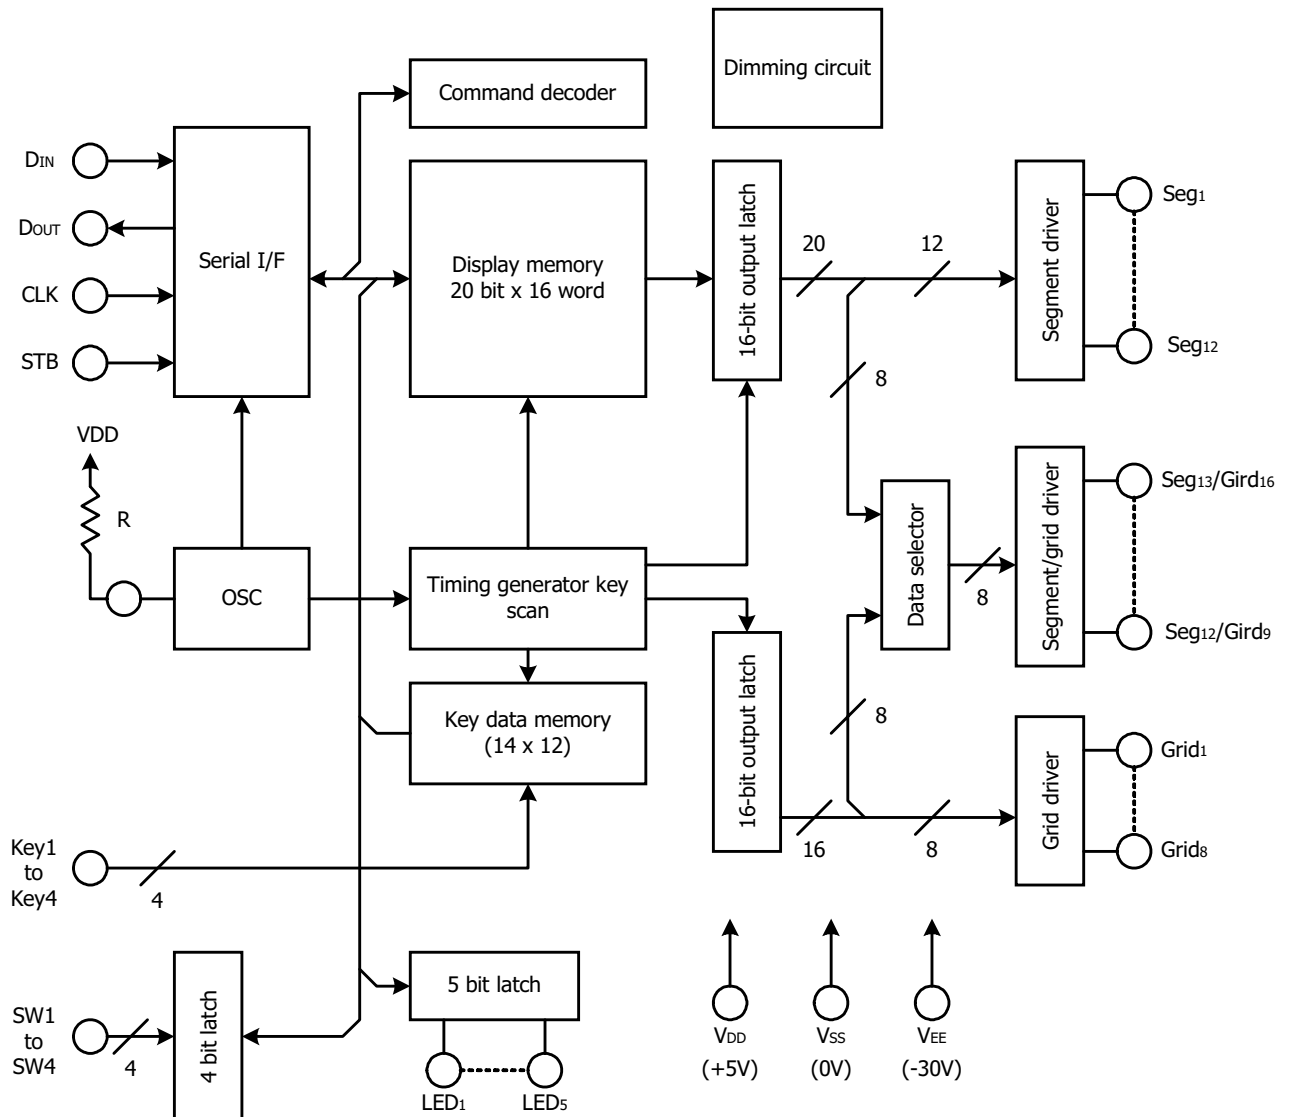 Dimming circuit
Command decoder
DIN
DOUT
CLK
STB
Serial I/F
Display memory
20 bit x 16 word
16-bit output latch
20
12
8
Segment driver
Seg1
Seg12
VDD
R
OSC
Timing generator key
scan
Data selector
8
Segment/grid driver
Seg13/Gird16
Seg12/Gird9
Key data memory
(14 x 12)
16-bit output latch
8
16
8
Grid driver
Grid1
Grid8
Key1
to
Key4
4
SW1
to
SW4
4
4 bit latch
5 bit latch
LED1
LED5
VDD
(+5V)
VSS
(0V)
VEE
(-30V)